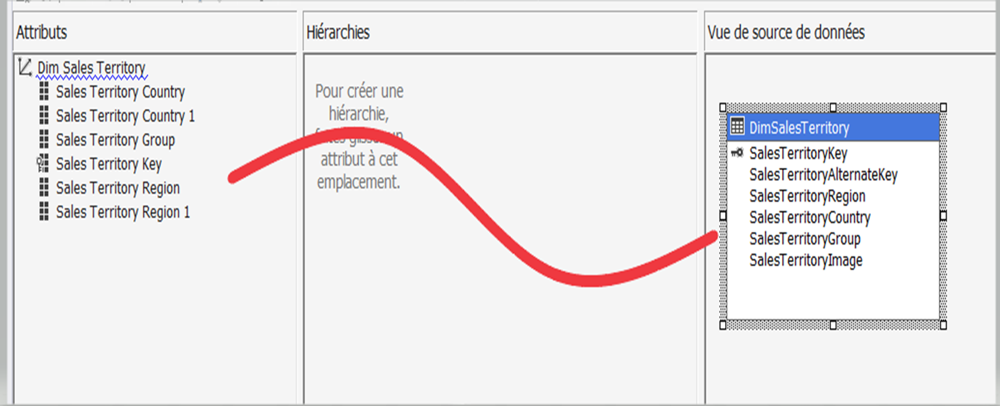 Attributs
Dim Sales Territory
Sales Territory Country
Sales Territory Country 1
Sales Territory Group
Sales Territory Key
Sales Territory Region
Sales Territory Region 1
Hiérarchies
Pour créer une
hiérarchie,
attribut à cet
emplacement.
Vue de source de données
DimSalesTerritory
SalesTerritoryKey
SalesTerritoryAlternateKey
SalesTerritoryRegion
SalesTerritoryCountry
SalesTerritoryGroup
SalesTerritoryImage